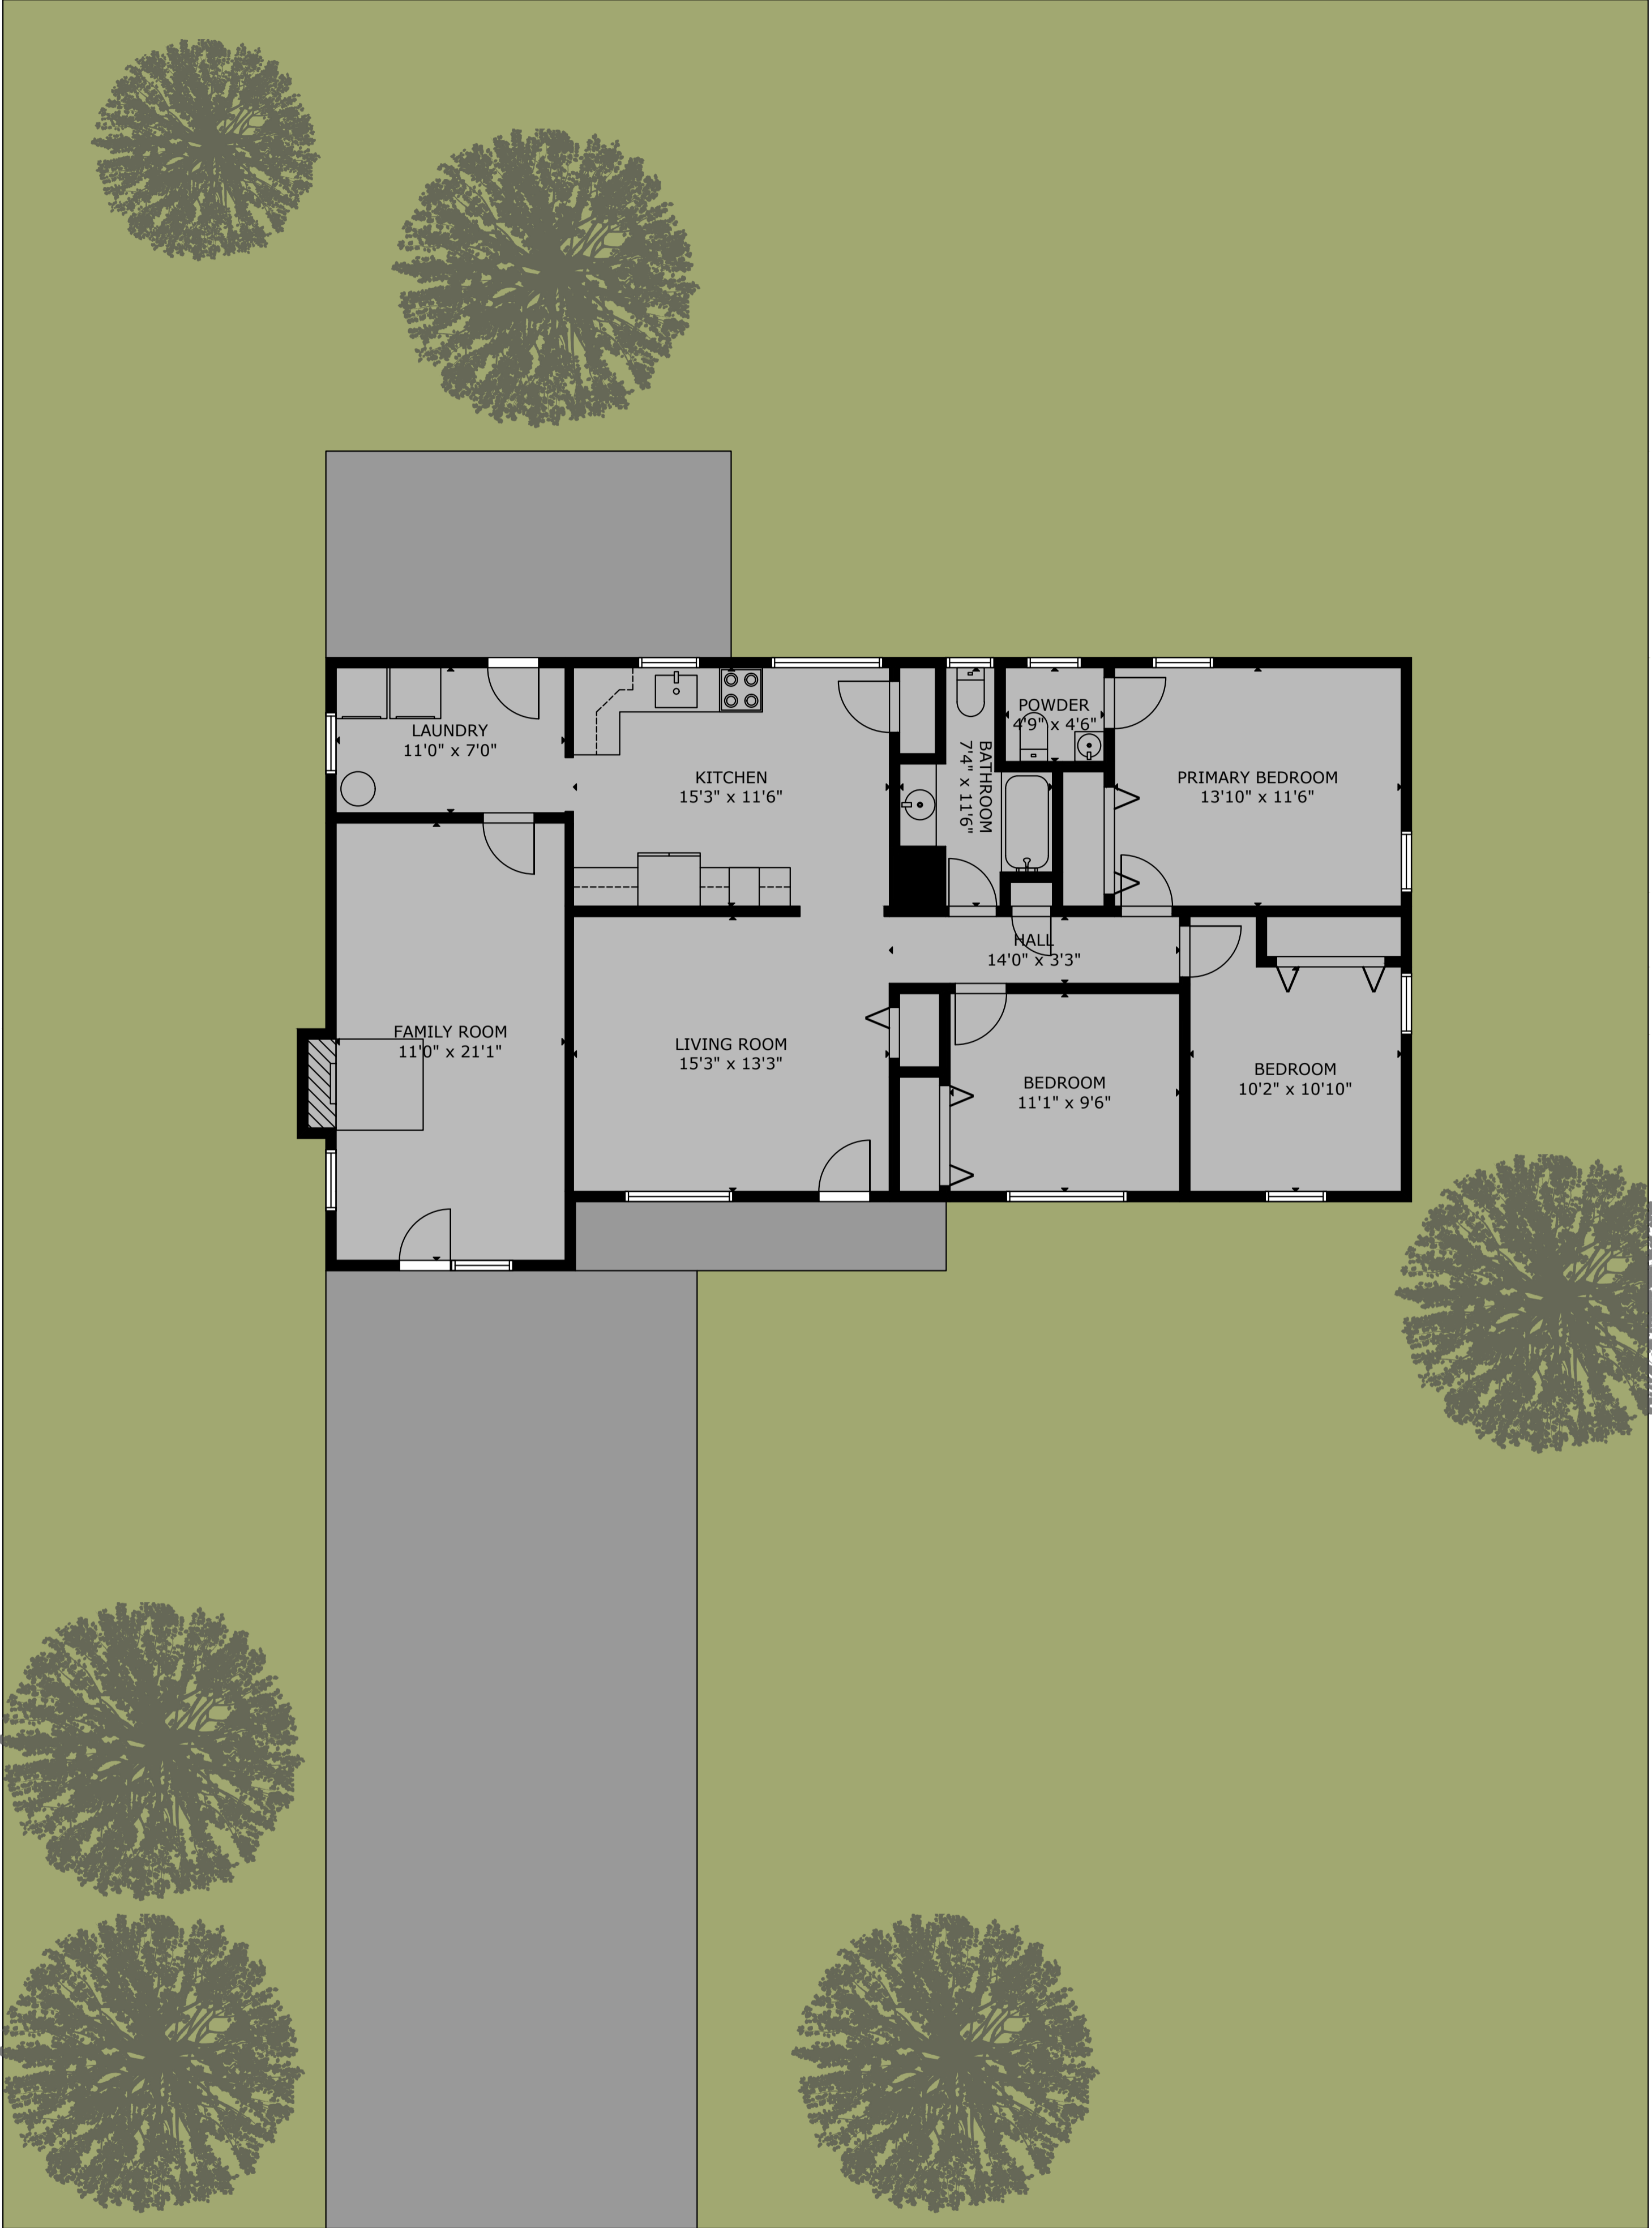 LAUNDRY
11'0" x 7'0"
KITCHEN
15'3" x 11'6"
BATHROOM
7'4" x 11'6"
POWDER
4'9" x 4'6"
PRIMARY BEDROOM
13'10" x 11'6"
HALL
14'0" x 3'3"
FAMILY ROOM
11'0" x 21'1"
LIVING ROOM
15'3" x 13'3"
BEDROOM
11'1" x 9'6"
BEDROOM
10'2" x 10'10"